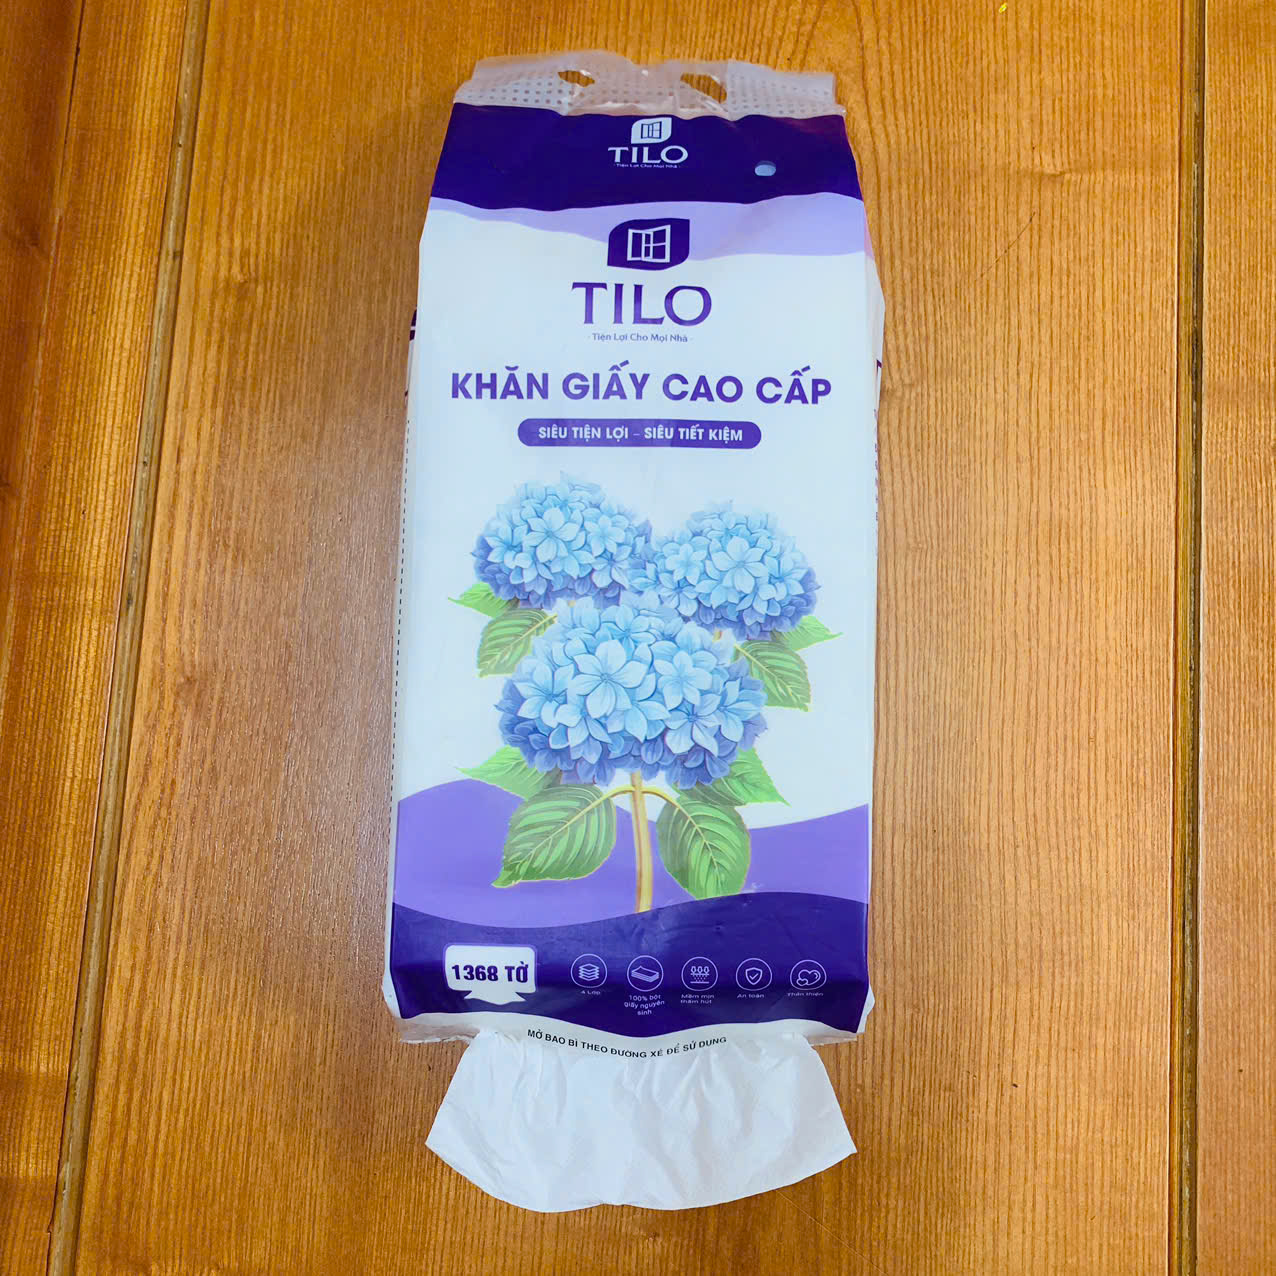 TILO
Tiện Lợi Cho Mọi Nhà
TILO
- Tiện Lợi Cho Mọi Nhà -
KHĂN GIẤY CAO CẤP
SIÊU TIỆN LỢI – SIÊU TIẾT KIỆM
1368 TỜ
4 Lớp
100% bột giấy nguyên sinh
Mềm mịn thấm hút
An toàn
Thân thiện
MỞ BAO BÌ THEO ĐƯỜNG XÉ ĐỂ SỬ DỤNG